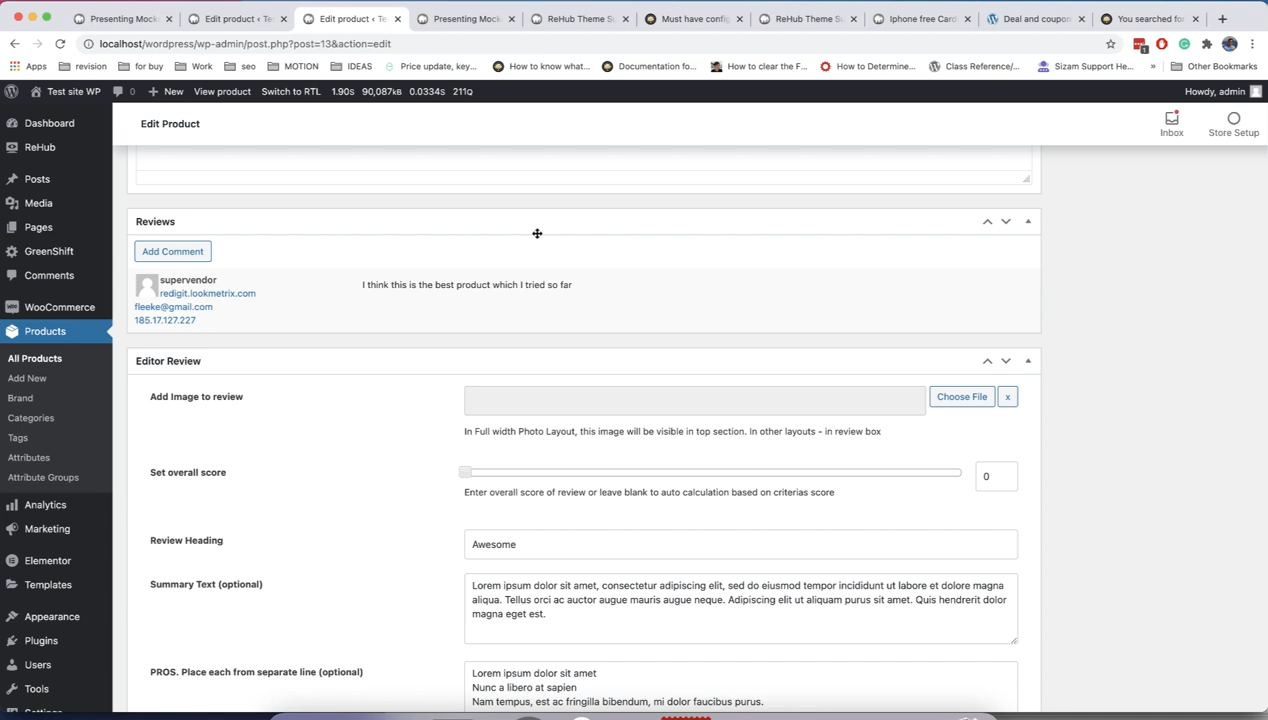 Presenting Mock
Edit product ‹ Te
Edit product ‹ Te
Presenting Mock
ReHub Theme Su
Must have config
ReHub Theme Su
Iphone free Card
Deal and coupon
You searched fo
localhost/wordpress/wp-admin/post.php?post=13&action=edit
Apps
revision
for buy
Work
seo
MOTION
IDEAS
Price update, key...
How to know what...
Documentation fo...
How to clear the F...
How to Determine...
Class Reference/...
Sizam Support He...
»
Other Bookmarks
Test site WP
0
New
View product
Switch to RTL
1.90S
90,087kB
0.0334S
211Q
Howdy, admin
Edit Product
Inbox
Store Setup
Dashboard
ReHub
Posts
Media
Pages
GreenShift
Comments
WooCommerce
Products
All Products
Add New
Brand
Categories
Tags
Attributes
Attribute Groups
Analytics
Marketing
Elementor
Templates
Appearance
Plugins
Users
Tools
Reviews
Add Comment
supervendor
redigit.lookmetrix.com
fleeke@gmail.com
185.17.127.227
I think this is the best product which I tried so far
Editor Review
Add Image to review
Choose File
x
In Full width Photo Layout, this image will be visible in top section. In other layouts - in review box
Set overall score
0
Enter overall score of review or leave blank to auto calculation based on criterias score
Review Heading
Awesome
Summary Text (optional)
Lorem ipsum dolor sit amet, consectetur adipiscing elit, sed do eiusmod tempor incididunt ut labore et dolore magna
aliqua. Tellus orci ac auctor augue mauris augue neque. Adipiscing elit ut aliquam purus sit amet. Quis hendrerit dolor
magna eget est.
PROS. Place each from separate line (optional)
Lorem ipsum dolor sit amet
Nunc a libero at sapien
Nam tempus, est ac fringilla bibendum, mi dolor faucibus purus.